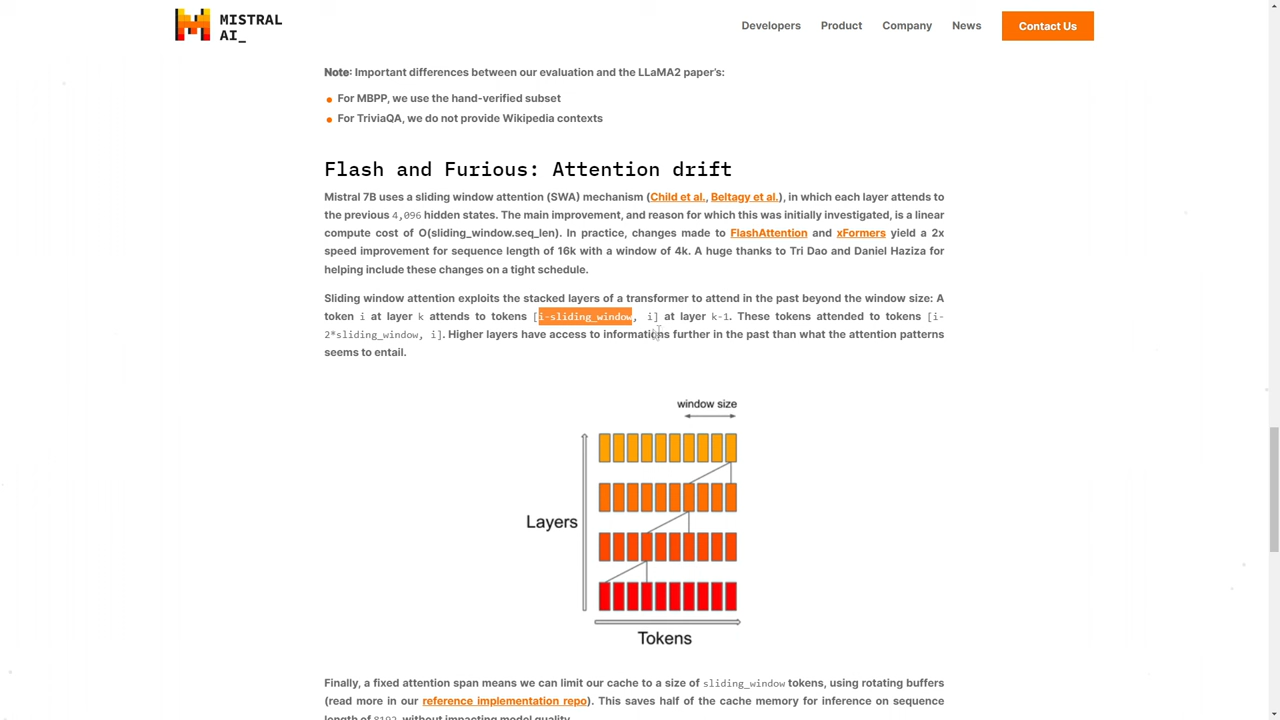 MISTRAL
AI_
Developers Product Company News Contact Us
Note: Important differences between our evaluation and the LLaMA2 paper's:
For MBPP, we use the hand-verified subset
For TriviaQA, we do not provide Wikipedia contexts
Flash and Furious: Attention drift
Mistral 7B uses a sliding window attention (SWA) mechanism (Child et al., Beltagy et al.), in which each layer attends to
the previous 4,096 hidden states. The main improvement, and reason for which this was initially investigated, is a linear
compute cost of O(sliding_window.seq_len). In practice, changes made to FlashAttention and xFormers yield a 2x
speed improvement for sequence length of 16k with a window of 4k. A huge thanks to Tri Dao and Daniel Haziza for
helping include these changes on a tight schedule.
Sliding window attention exploits the stacked layers of a transformer to attend in the past beyond the window size: A
token i at layer k attends to tokens [i-sliding_window, i] at layer k-1. These tokens attended to tokens [i-
2*sliding_window, i]. Higher layers have access to informations further in the past than what the attention patterns
seems to entail.
window size
Layers
Tokens
Finally, a fixed attention span means we can limit our cache to a size of sliding_window tokens, using rotating buffers
(read more in our reference implementation repo). This saves half of the cache memory for inference on sequence
length of 8192, without impacting model quality.